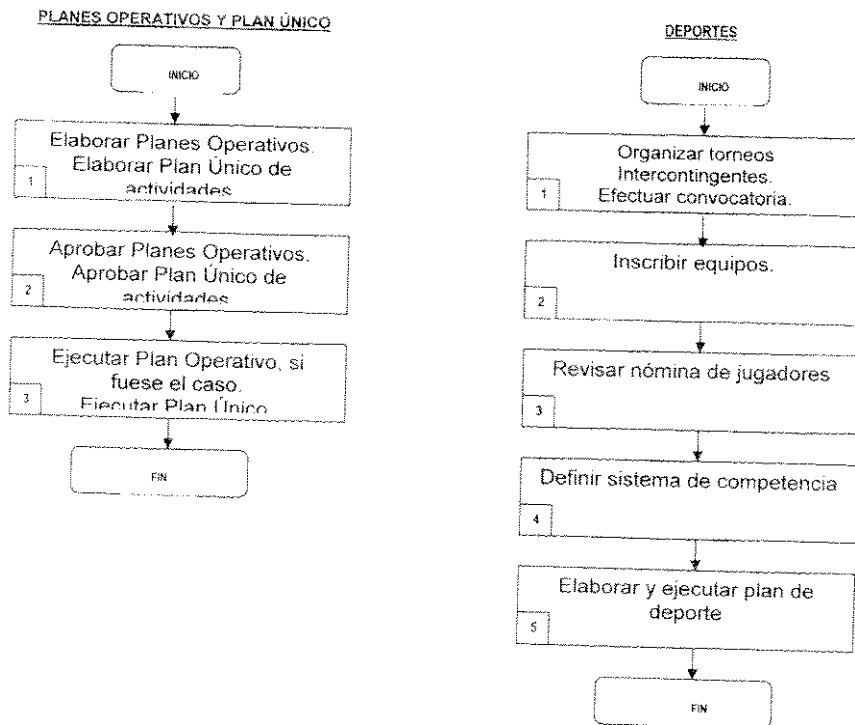 PLANES OPERATIVOS Y PLAN ÚNICO
INICIO
Elaborar Planes Operativos.
Elaborar Plan Único de
actividades
1
Aprobar Planes Operativos.
Aprobar Plan Único de
actividades
2
Ejecutar Plan Operativo, si
fuese el caso.
Ejecutar Plan Único
3
FIN
DEPORTES
INICIO
Organizar torneos
Intercontingentes.
Efectuar convocatoria.
1
Inscribir equipos.
2
Revisar nómina de jugadores
3
Definir sistema de competencia
4
Elaborar y ejecutar plan de
deporte
5
FIN